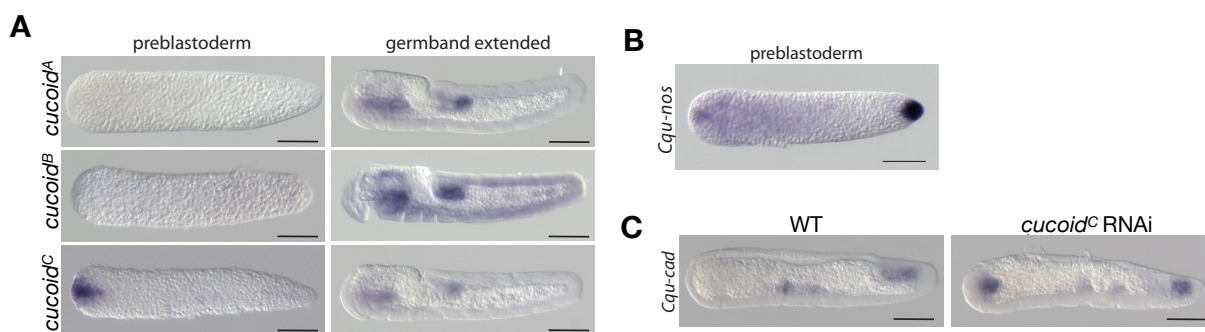 A
preblastoderm
germband extended
cucoidᴬ
cucoidᴮ
cucoidᶜ
B
preblastoderm
Cqu-nos
C
WT
cucoidᶜ RNAi
Cqu-cad